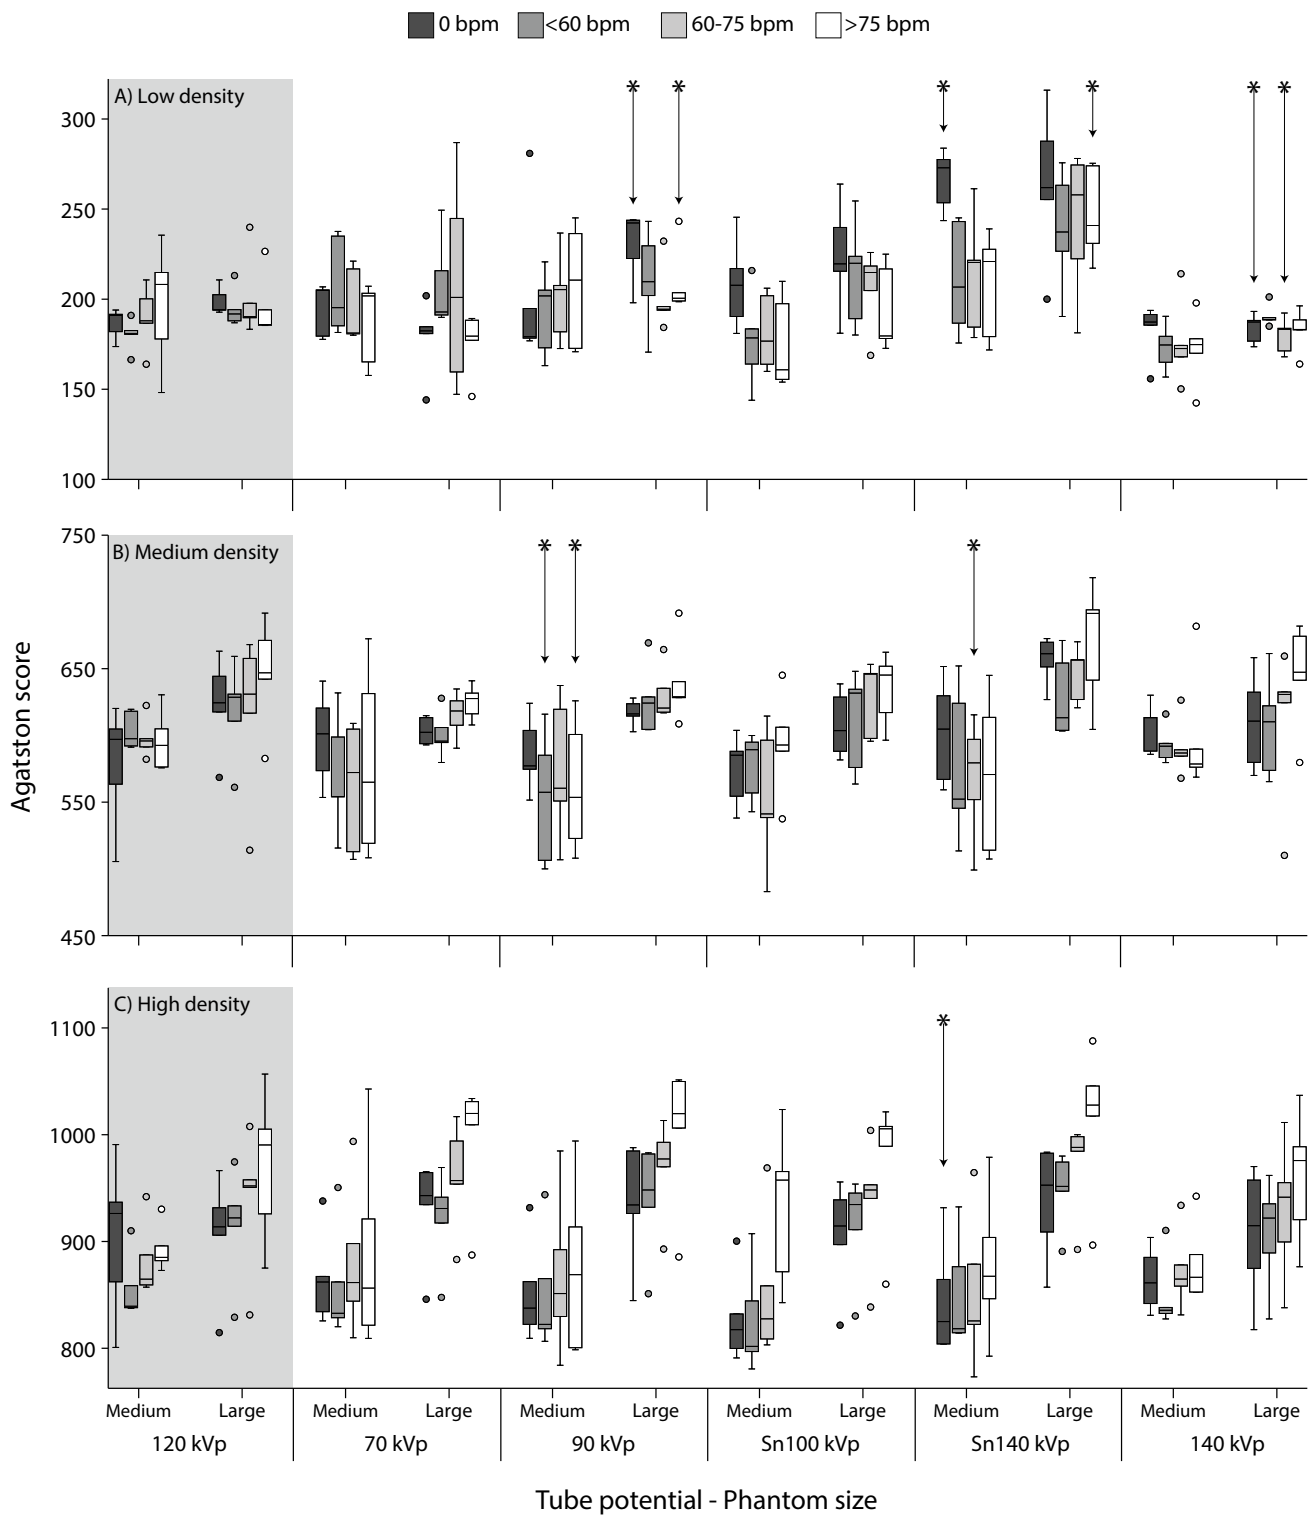 0 bpm <60 bpm 60-75 bpm >75 bpm
A) Low density
* * * * * *
300
250
200
150
100
750
B) Medium density
* * *
650
550
450
Agatston score
C) High density
*
1100
1000
900
800
Medium Large Medium Large Medium Large Medium Large Medium Large Medium Large
120 kVp 70 kVp 90 kVp Sn100 kVp Sn140 kVp 140 kVp
Tube potential - Phantom size